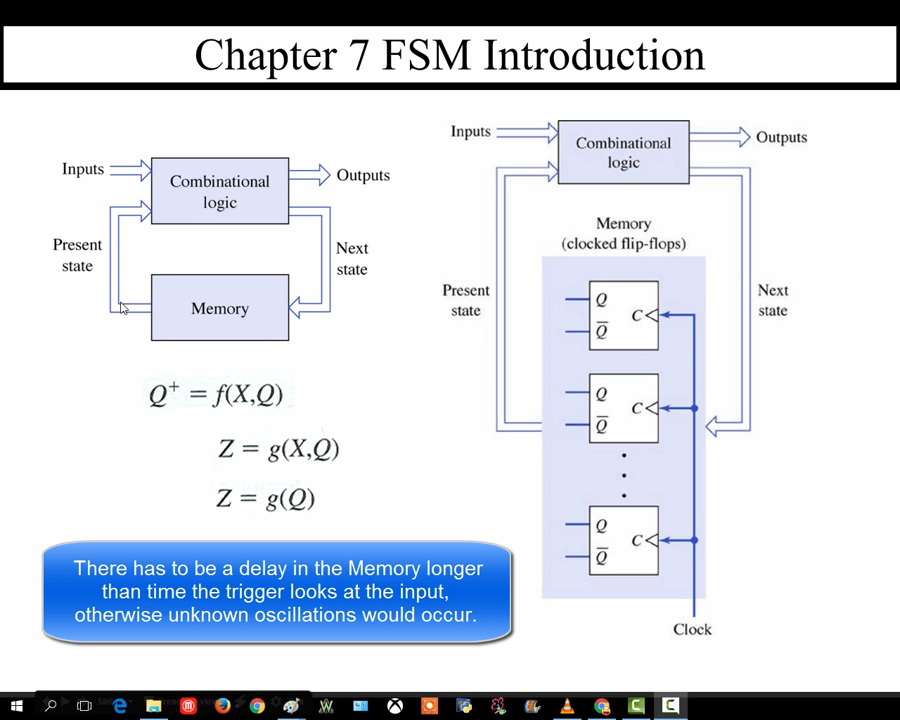 Chapter 7 FSM Introduction
Inputs
Combinational
logic
Outputs
Present
state
Next
state
Memory
Q⁺ = f(X,Q)
Z = g(X,Q)
Z = g(Q)
There has to be a delay in the Memory longer
than time the trigger looks at the input,
otherwise unknown oscillations would occur.
Inputs
Combinational
logic
Outputs
Memory
(clocked flip-flops)
Present
state
Next
state
Q
C
Q̅
Q
C
Q̅
Q
C
Q̅
Clock